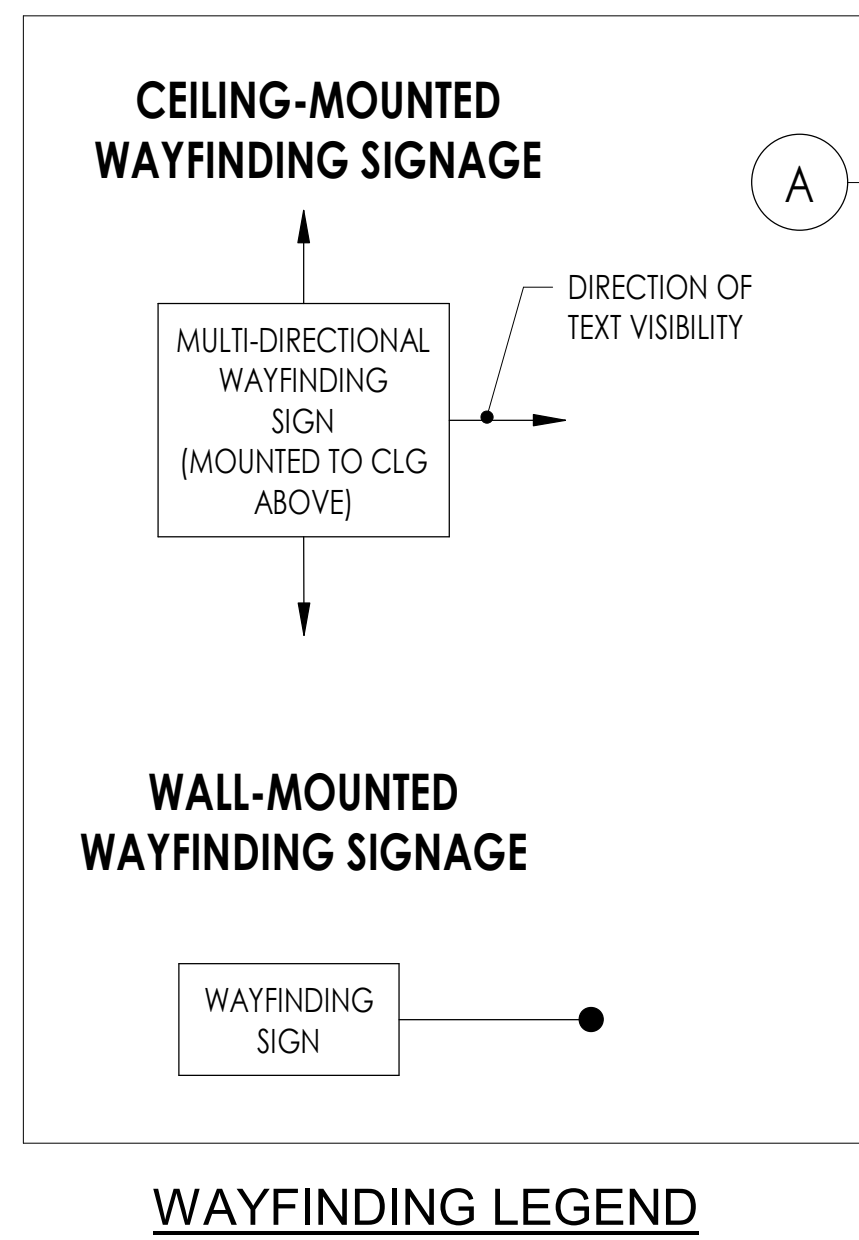 CEILING-MOUNTED
WAYFINDING SIGNAGE
A
DIRECTION OF
TEXT VISIBILITY
MULTI-DIRECTIONAL
WAYFINDING
SIGN
(MOUNTED TO CLG
ABOVE)
WALL-MOUNTED
WAYFINDING SIGNAGE
WAYFINDING
SIGN
WAYFINDING LEGEND